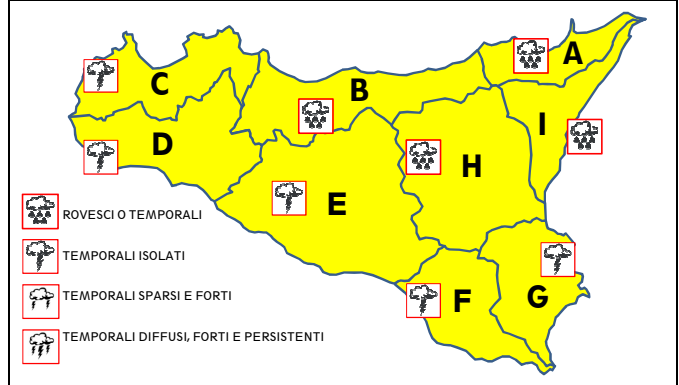 A
B
C
I
D
H
E
ROVESCI O TEMPORALI
TEMPORALI ISOLATI
F
G
TEMPORALI SPARSI E FORTI
TEMPORALI DIFFUSI, FORTI E PERSISTENTI